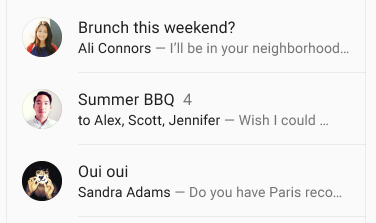 Brunch this weekend?
Ali Connors — I'll be in your neighborhood…
Summer BBQ 4
to Alex, Scott, Jennifer — Wish I could …
Oui oui
Sandra Adams — Do you have Paris reco…